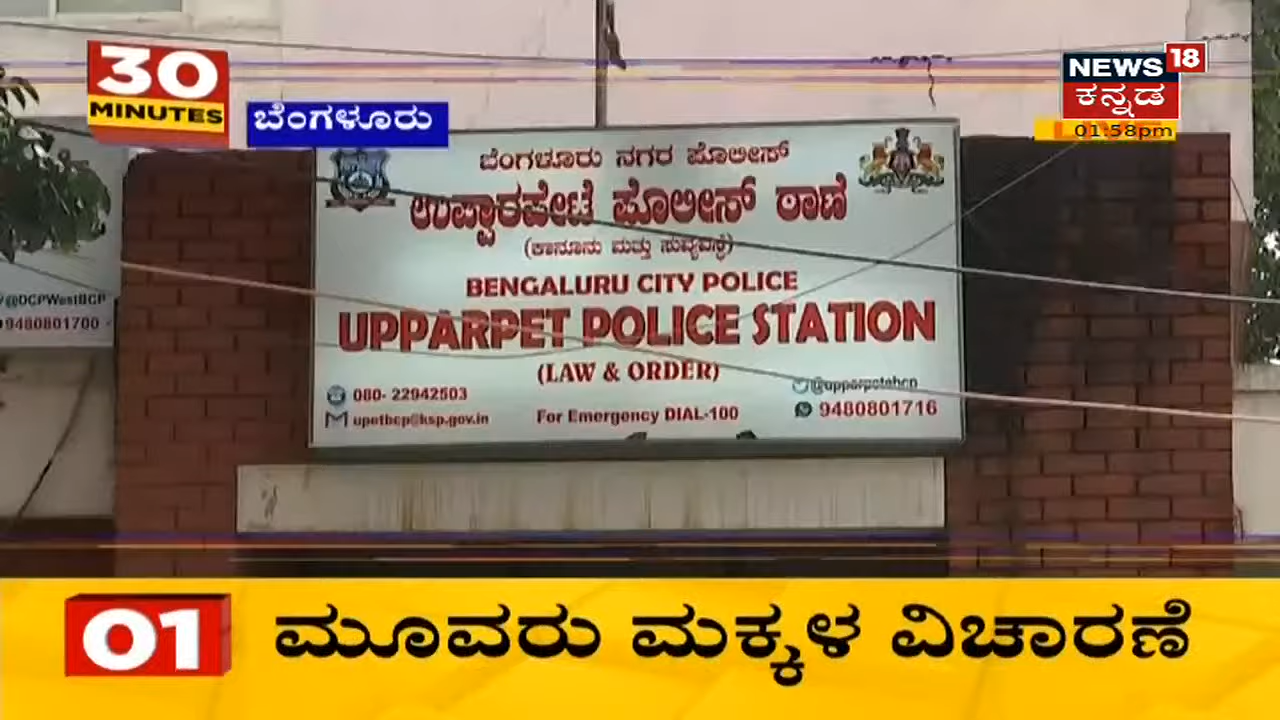 30
MINUTES
ಬೆಂಗಳೂರು
NEWS 18
ಕನ್ನಡ
01:58pm
ಬೆಂಗಳೂರು ನಗರ ಪೊಲೀಸ್
ಉಪ್ಪಾರಪೇಟೆ ಪೊಲೀಸ್ ಠಾಣೆ
(ಕಾನೂನು ಮತ್ತು ಸುವ್ಯವಸ್ಥೆ)
BENGALURU CITY POLICE
UPPARPET POLICE STATION
(LAW & ORDER)
080- 22942503
upetbcp@ksp.gov.in
For Emergency DIAL-100
@upparpetebcp
9480801716
@DCPWestBCP
9480801700
01 ಮೂವರು ಮಕ್ಕಳ ವಿಚಾರಣೆ